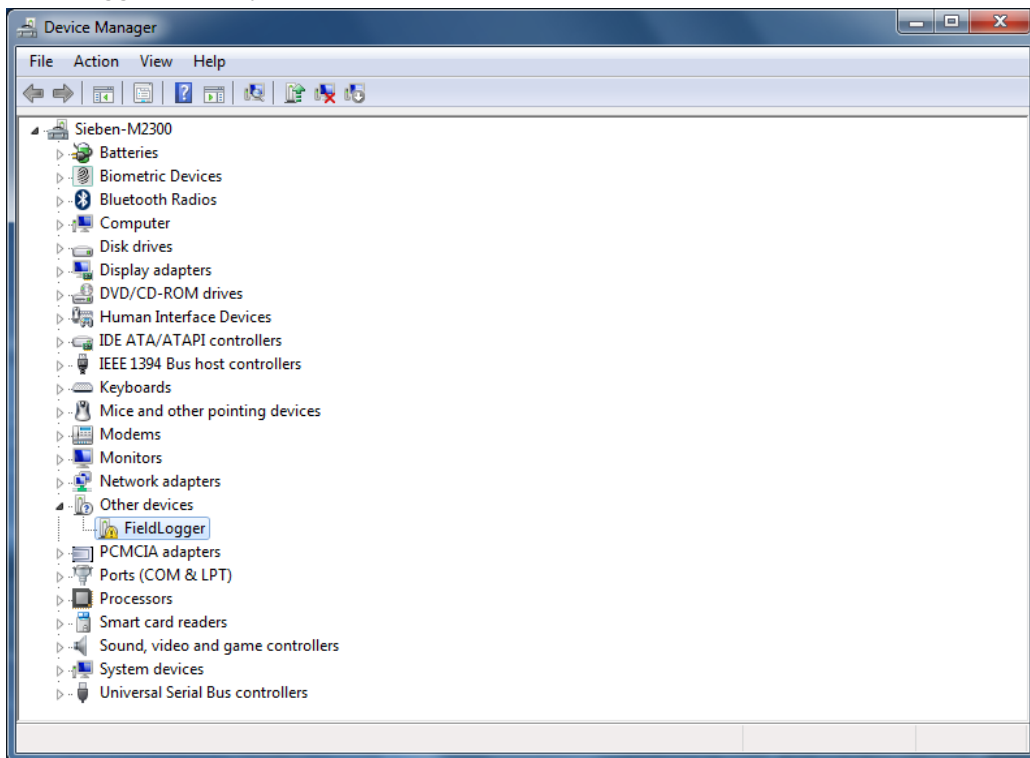 Device Manager
File Action View Help
Sieben-M2300
Batteries
Biometric Devices
Bluetooth Radios
Computer
Disk drives
Display adapters
DVD/CD-ROM drives
Human Interface Devices
IDE ATA/ATAPI controllers
IEEE 1394 Bus host controllers
Keyboards
Mice and other pointing devices
Modems
Monitors
Network adapters
Other devices
FieldLogger
PCMCIA adapters
Ports (COM & LPT)
Processors
Smart card readers
Sound, video and game controllers
System devices
Universal Serial Bus controllers